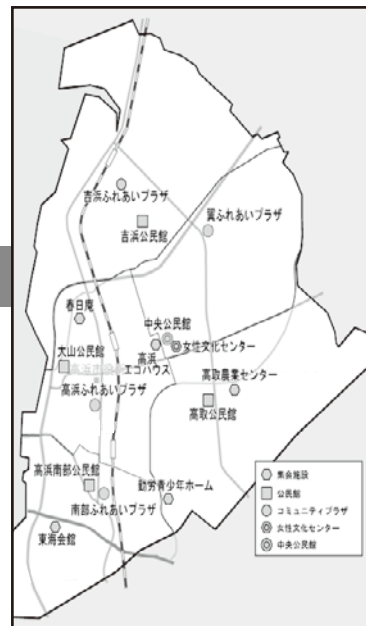 吉浜ふれあいプラザ
翼ふれあいプラザ
吉浜公民館
春日庵
中央公民館
高浜
女性文化センター
大山公民館
エコハウス
高浜ふれあいプラザ
高取農業センター
高取公民館
高浜南部公民館
勤労青少年ホーム
南部ふれあいプラザ
東海会館
集会施設
公民館
コミュニティプラザ
女性文化センター
中央公民館